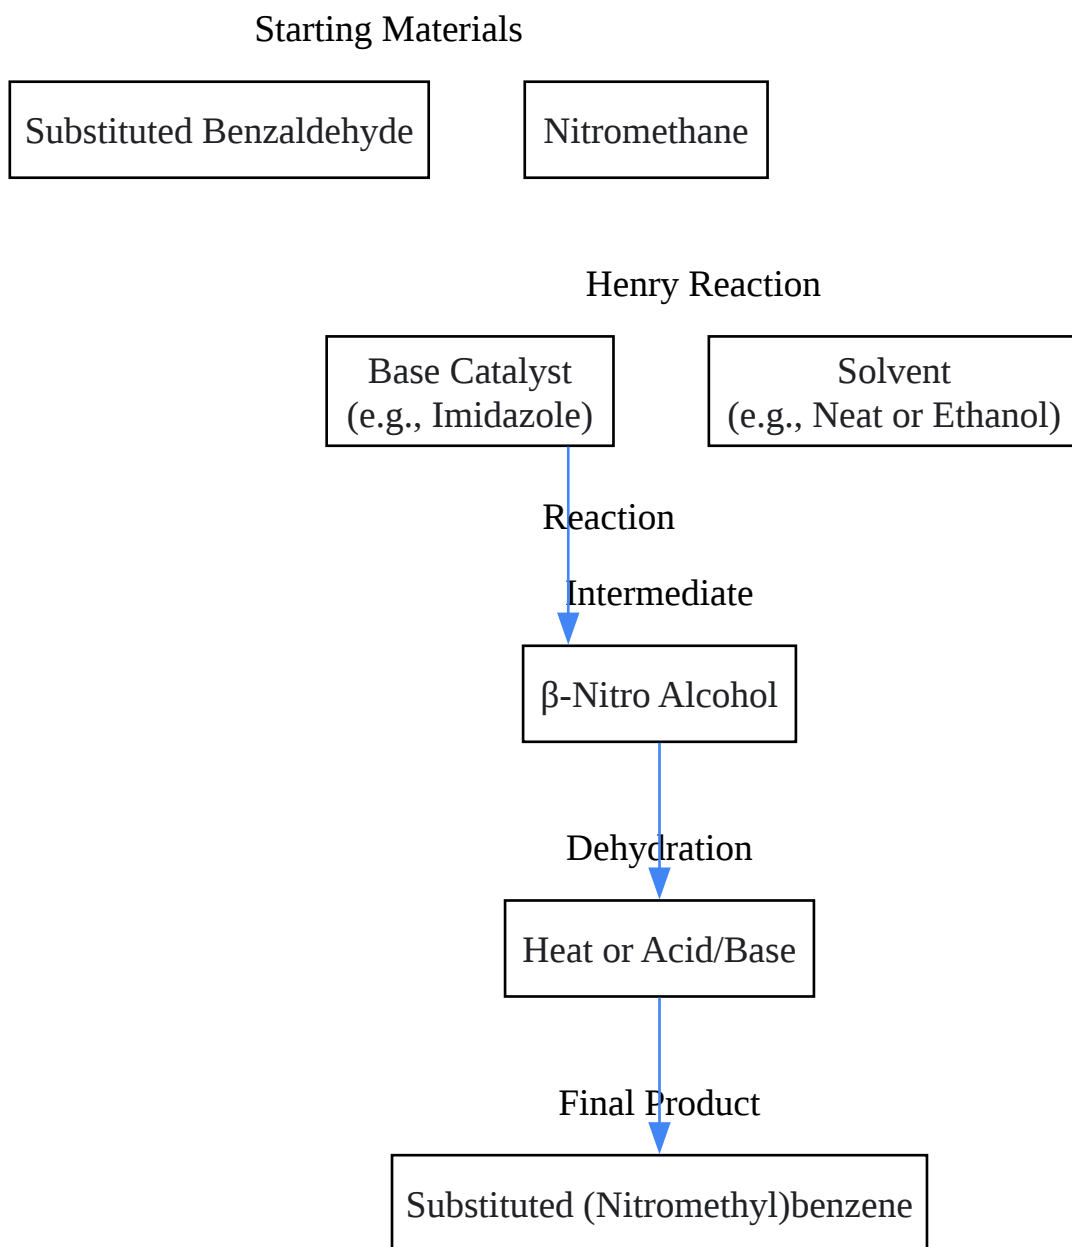 Starting Materials
Substituted Benzaldehyde
Nitromethane
Henry Reaction
Base Catalyst
(e.g., Imidazole)
Solvent
(e.g., Neat or Ethanol)
Reaction
Intermediate
β-Nitro Alcohol
Dehydration
Heat or Acid/Base
Final Product
Substituted (Nitromethyl)benzene